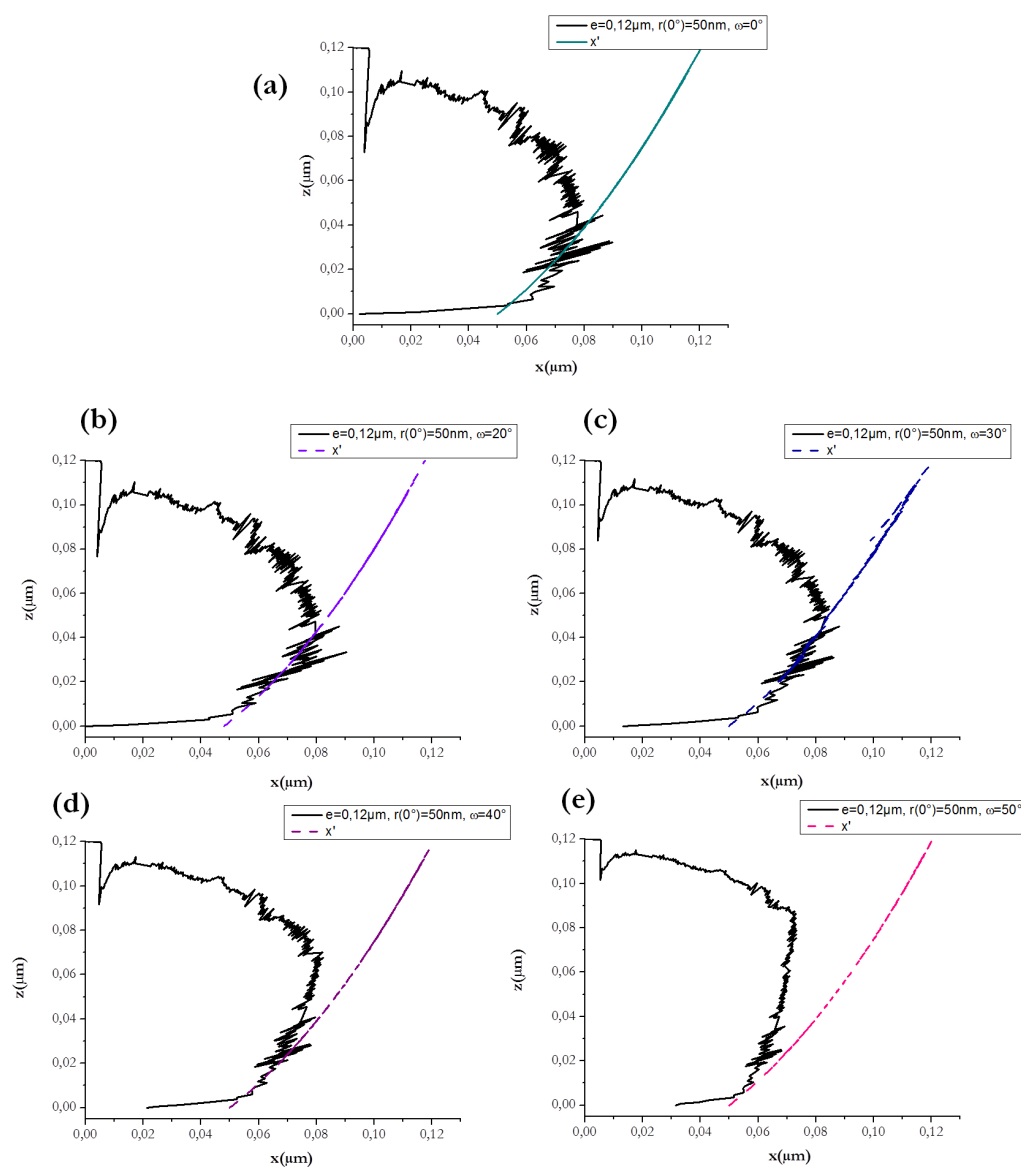 (a)
e=0,12µm, r(0°)=50nm, ω=0°
x'
0,12
0,10
0,08
0,06
0,04
0,02
0,00
z(µm)
0,00 0,02 0,04 0,06 0,08 0,10 0,12
x(µm)
(b)
e=0,12µm, r(0°)=50nm, ω=20°
x'
0,12
0,10
0,08
0,06
0,04
0,02
0,00
z(µm)
0,00 0,02 0,04 0,06 0,08 0,10 0,12
x(µm)
(c)
e=0,12µm, r(0°)=50nm, ω=30°
x'
0,12
0,10
0,08
0,06
0,04
0,02
0,00
z(µm)
0,00 0,02 0,04 0,06 0,08 0,10 0,12
x(µm)
(d)
e=0,12µm, r(0°)=50nm, ω=40°
x'
0,12
0,10
0,08
0,06
0,04
0,02
0,00
z(µm)
0,00 0,02 0,04 0,06 0,08 0,10 0,12
x(µm)
(e)
e=0,12µm, r(0°)=50nm, ω=50°
x'
0,12
0,10
0,08
0,06
0,04
0,02
0,00
z(µm)
0,00 0,02 0,04 0,06 0,08 0,10 0,12
x(µm)